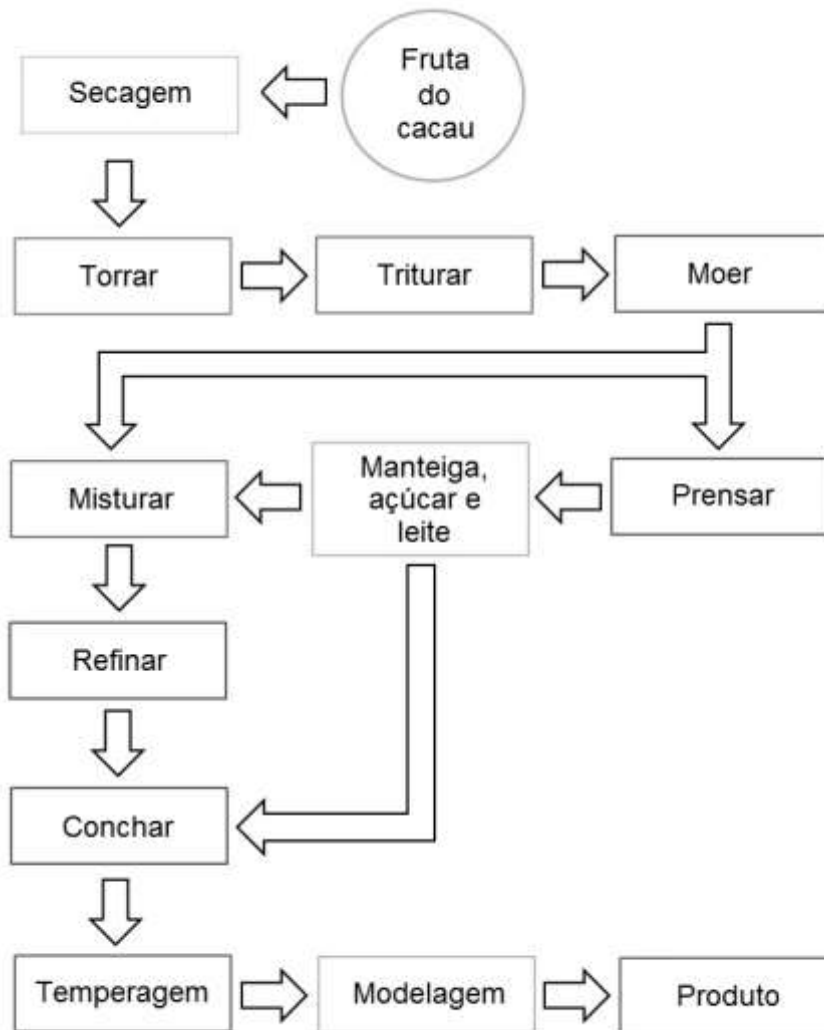 Fruta
do
cacau
Secagem
Torrar
Triturar
Moer
Misturar
Manteiga,
açúcar e
leite
Prensar
Refinar
Conchar
Temperagem
Modelagem
Produto